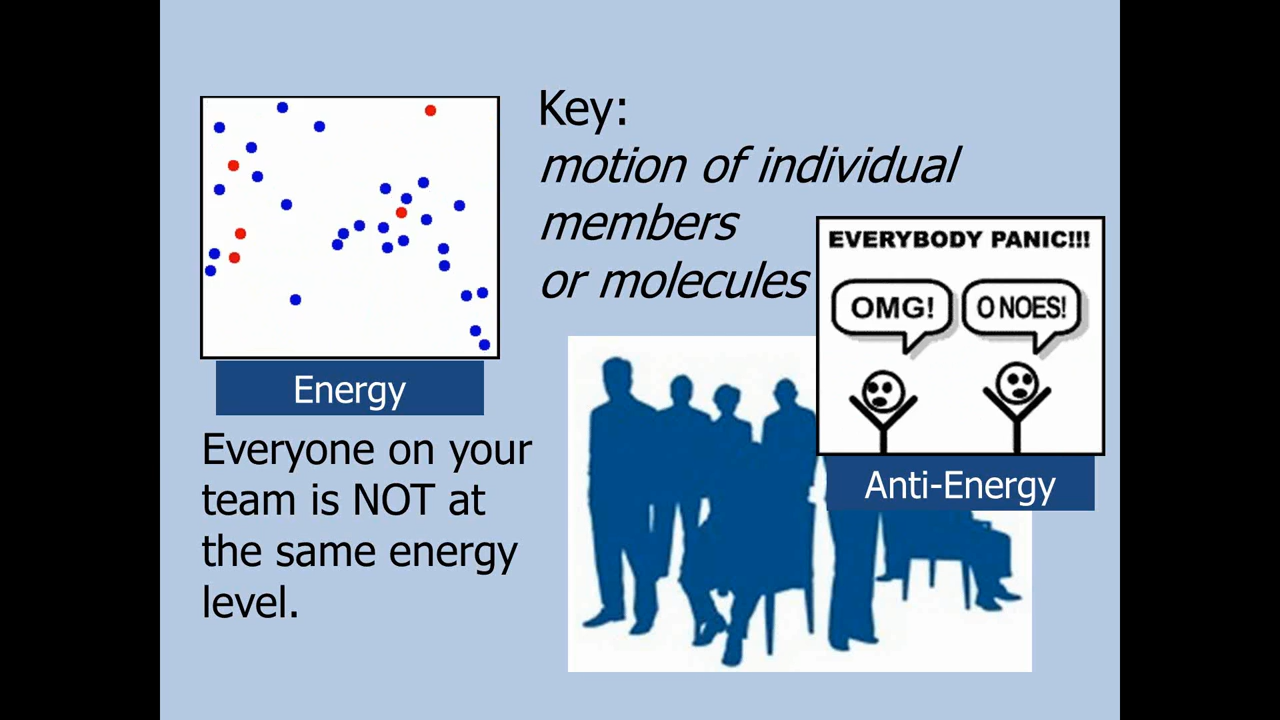 Key:
motion of individual
members
or molecules
EVERYBODY PANIC!!!
OMG!
O NOES!
Energy
Anti-Energy
Everyone on your
team is NOT at
the same energy
level.